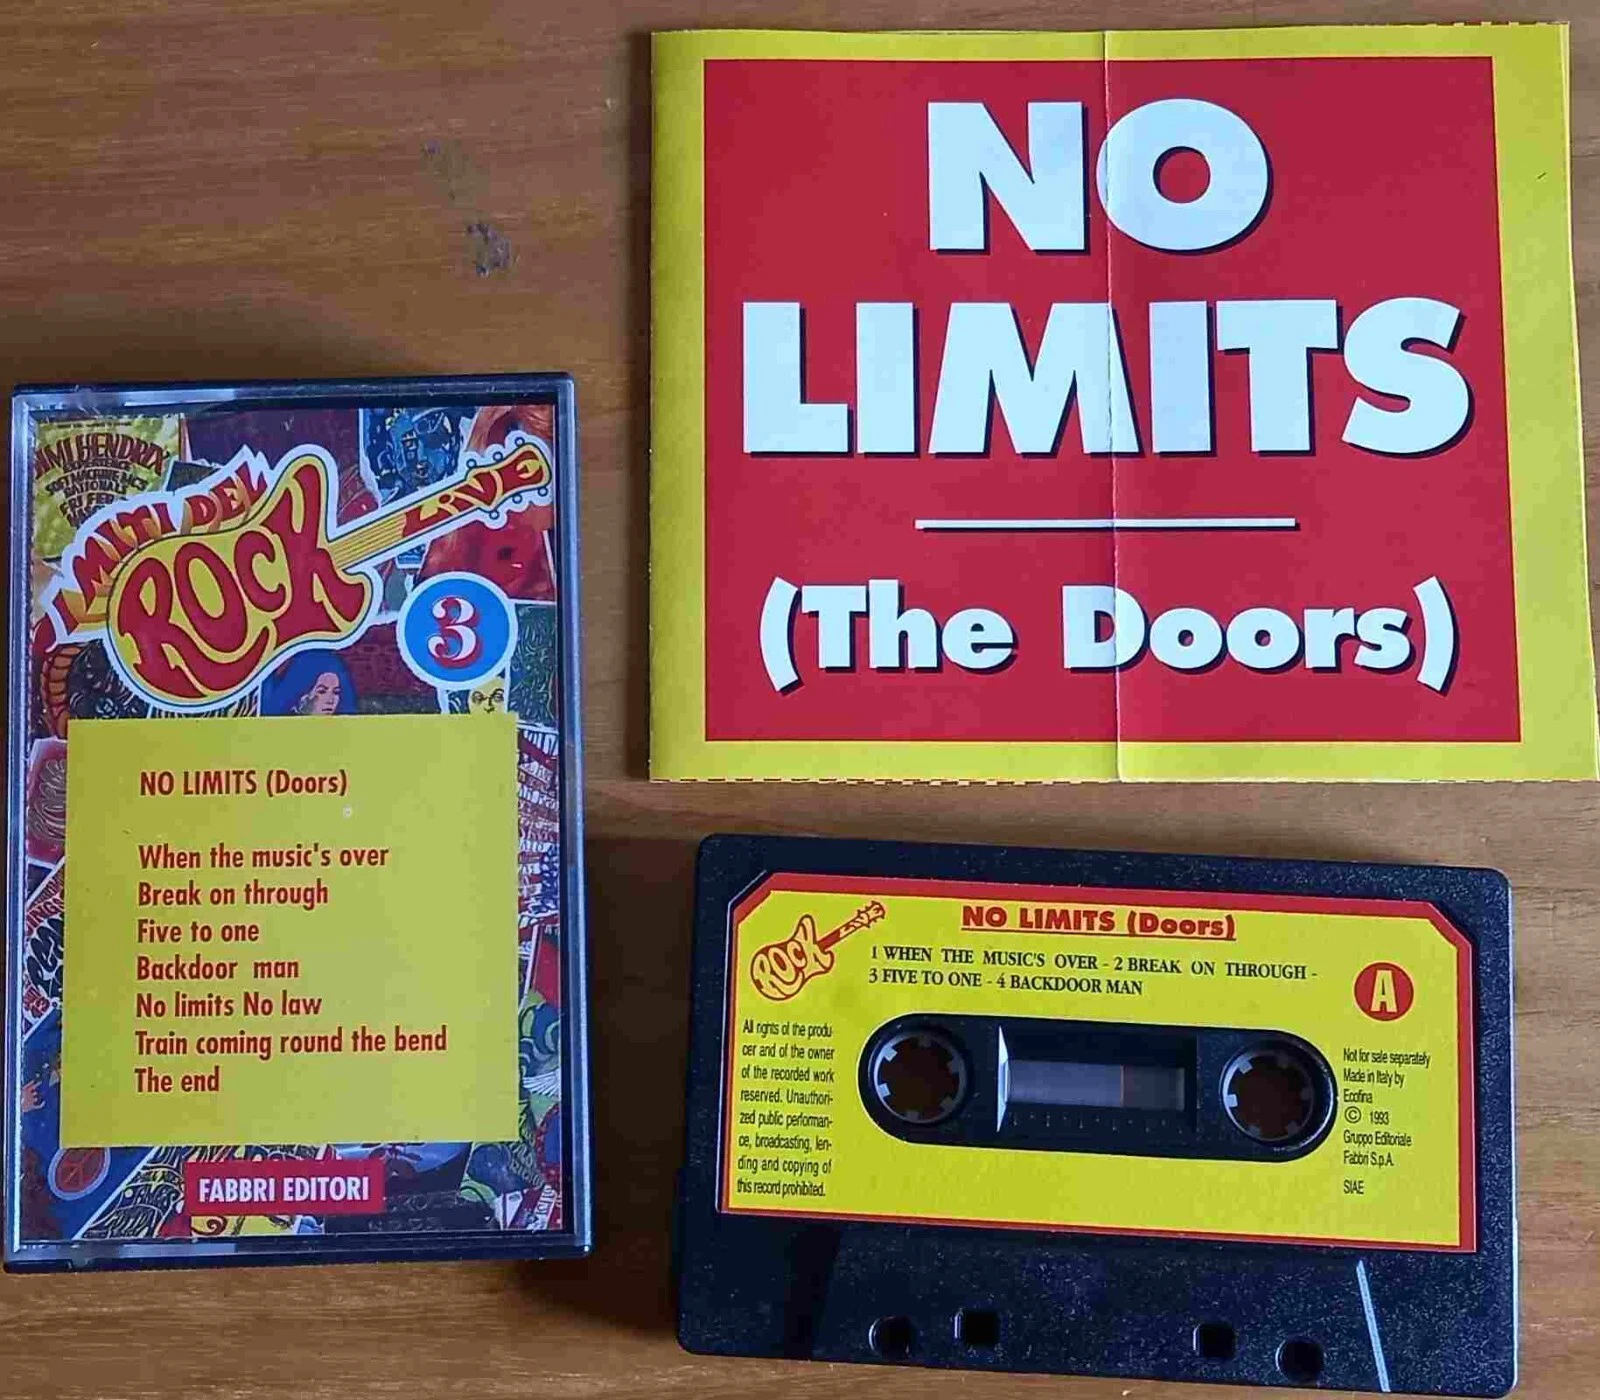 NO
LIMITS
(The Doors)
JIMI HENDRIX
MITI DEL
ROCK
LIVE
3
NO LIMITS (Doors)
When the music's over
Break on through
Five to one
Backdoor man
No limits No law
Train coming round the bend
The end
FABBRI EDITORI
ROCK
LIVE
NO LIMITS (Doors)
1 WHEN THE MUSIC'S OVER - 2 BREAK ON THROUGH -
3 FIVE TO ONE - 4 BACKDOOR MAN
A
All rights of the produ-
cer and of the owner
of the recorded work
reserved. Unauthori-
zed public performan-
ce, broadcasting, len-
ding and copying of
this record prohibited.
Not for sale separately
Made in Italy by
Ecofina
© 1993
Gruppo Editoriale
Fabbri S.p.A.
SIAE